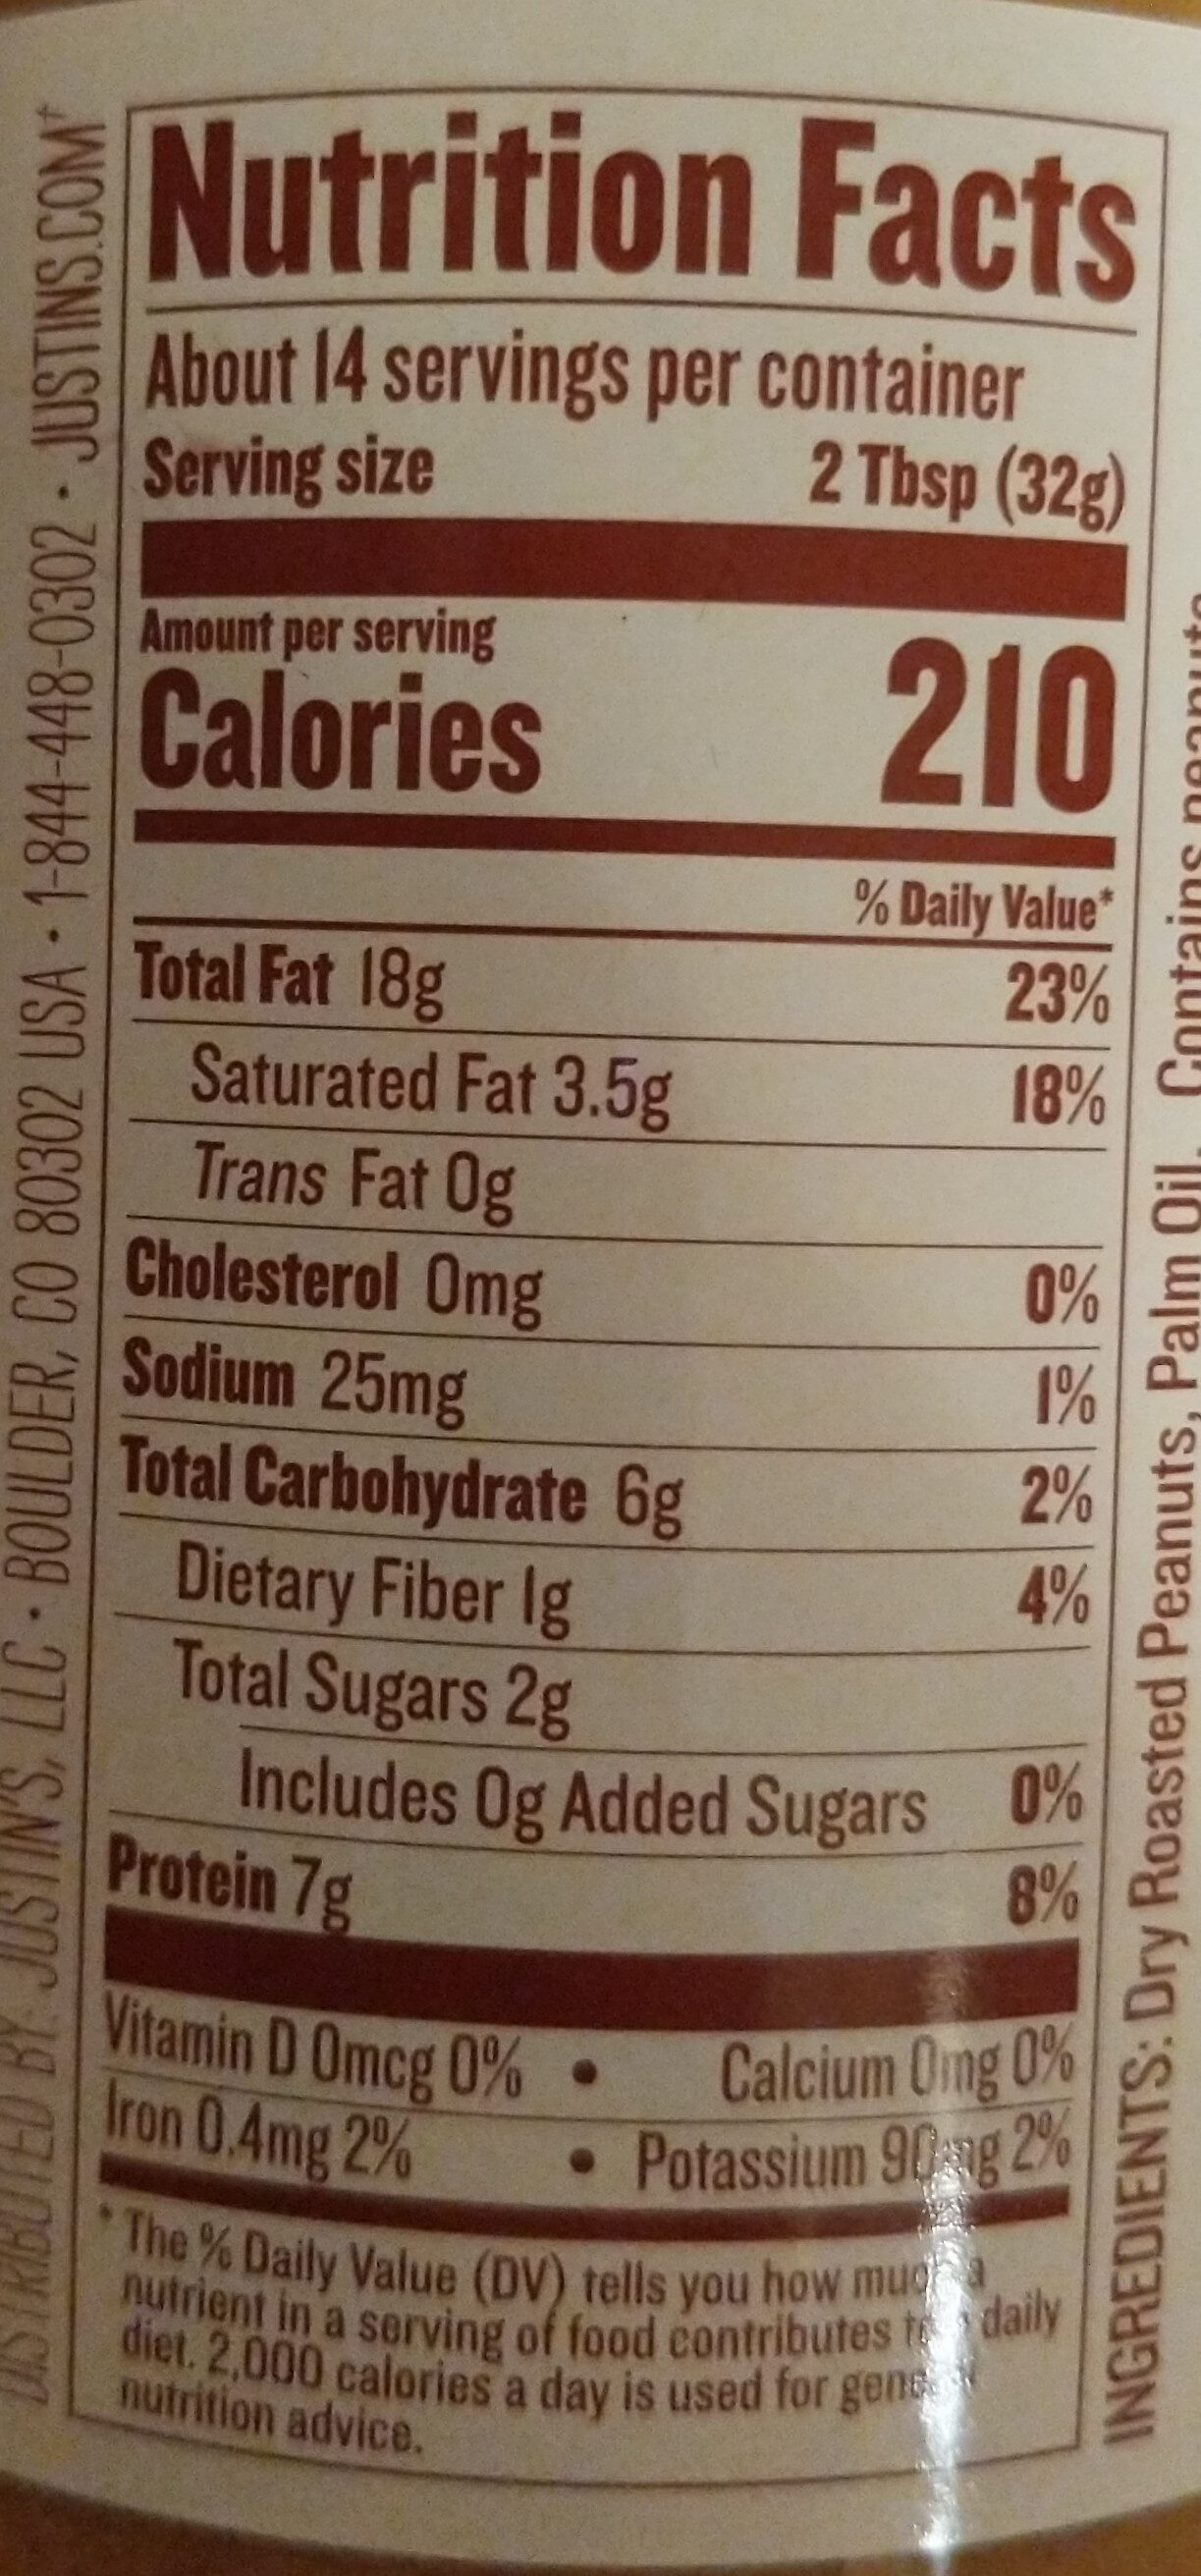 Nutrition Facts
About 14 servings per container
Serving size 2 Tbsp (32g)
Amount per serving
Calories 210
% Daily Value*
Total Fat 18g 23%
Saturated Fat 3.5g 18%
Trans Fat 0g
Cholesterol 0mg 0%
Sodium 25mg 1%
Total Carbohydrate 6g 2%
Dietary Fiber 1g 4%
Total Sugars 2g
Includes 0g Added Sugars 0%
Protein 7g 8%
Vitamin D 0mcg 0% • Calcium 0mg 0%
Iron 0.4mg 2% • Potassium 90mg 2%
* The % Daily Value (DV) tells you how much a
nutrient in a serving of food contributes to a daily
diet. 2,000 calories a day is used for general
nutrition advice.
DISTRIBUTED BY: JUSTIN'S, LLC • BOULDER, CO 80302 USA • 1-844-448-0302 • JUSTINS.COM†
INGREDIENTS: Dry Roasted Peanuts, Palm Oil. Contains peanuts